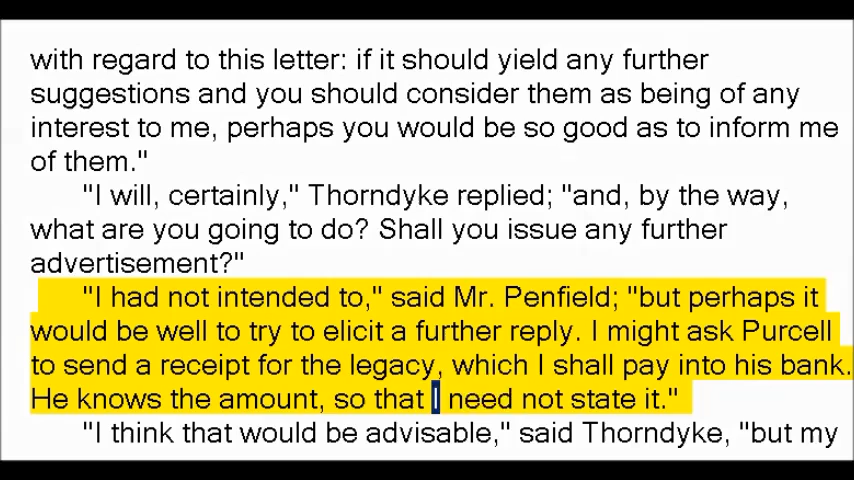 with regard to this letter: if it should yield any further
suggestions and you should consider them as being of any
interest to me, perhaps you would be so good as to inform me
of them."
"I will, certainly," Thorndyke replied; "and, by the way,
what are you going to do? Shall you issue any further
advertisement?"
"I had not intended to," said Mr. Penfield; "but perhaps it
would be well to try to elicit a further reply. I might ask Purcell
to send a receipt for the legacy, which I shall pay into his bank.
He knows the amount, so that I need not state it."
"I think that would be advisable," said Thorndyke, "but my